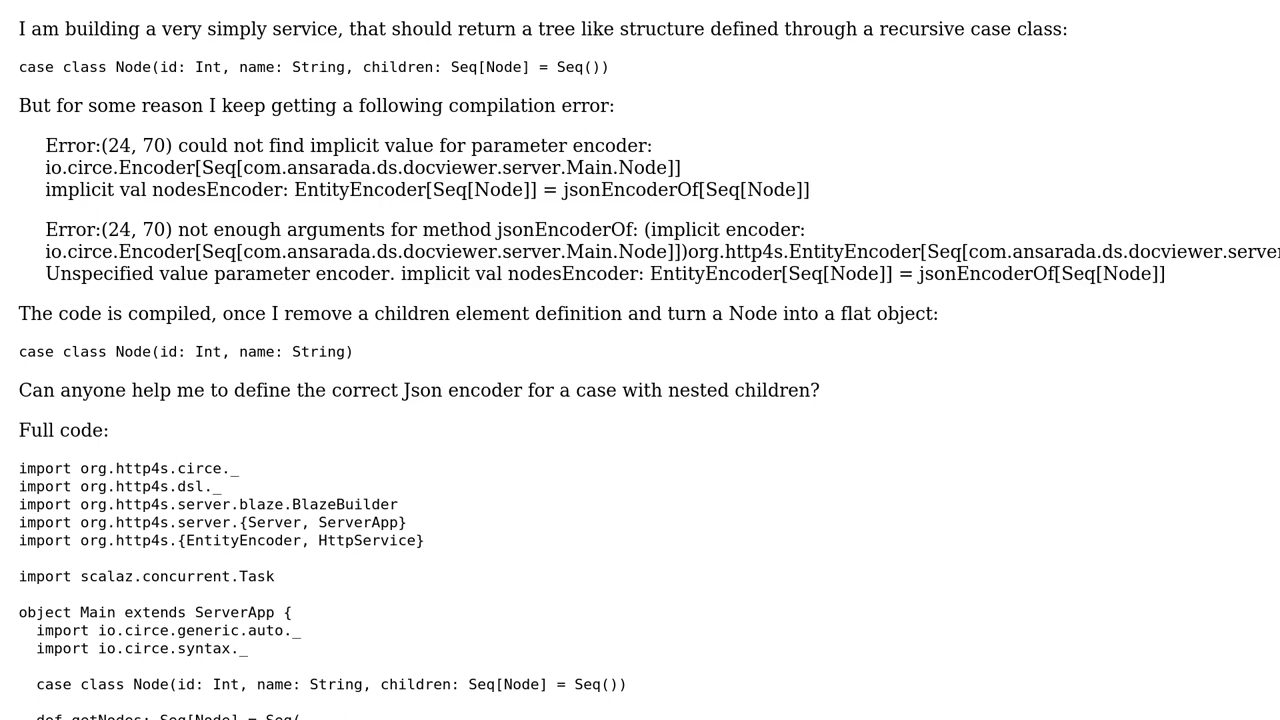 I am building a very simply service, that should return a tree like structure defined through a recursive case class:
case class Node(id: Int, name: String, children: Seq[Node] = Seq())
But for some reason I keep getting a following compilation error:
Error:(24, 70) could not find implicit value for parameter encoder:
io.circe.Encoder[Seq[com.ansarada.ds.docviewer.server.Main.Node]]
implicit val nodesEncoder: EntityEncoder[Seq[Node]] = jsonEncoderOf[Seq[Node]]
Error:(24, 70) not enough arguments for method jsonEncoderOf: (implicit encoder:
io.circe.Encoder[Seq[com.ansarada.ds.docviewer.server.Main.Node]])org.http4s.EntityEncoder[Seq[com.ansarada.ds.docviewer.server
Unspecified value parameter encoder. implicit val nodesEncoder: EntityEncoder[Seq[Node]] = jsonEncoderOf[Seq[Node]]
The code is compiled, once I remove a children element definition and turn a Node into a flat object:
case class Node(id: Int, name: String)
Can anyone help me to define the correct Json encoder for a case with nested children?
Full code:
import org.http4s.circe._
import org.http4s.dsl._
import org.http4s.server.blaze.BlazeBuilder
import org.http4s.server.{Server, ServerApp}
import org.http4s.{EntityEncoder, HttpService}
import scalaz.concurrent.Task
object Main extends ServerApp {
import io.circe.generic.auto._
import io.circe.syntax._
case class Node(id: Int, name: String, children: Seq[Node] = Seq())
def getNodes: Seq[Node] = Seq(